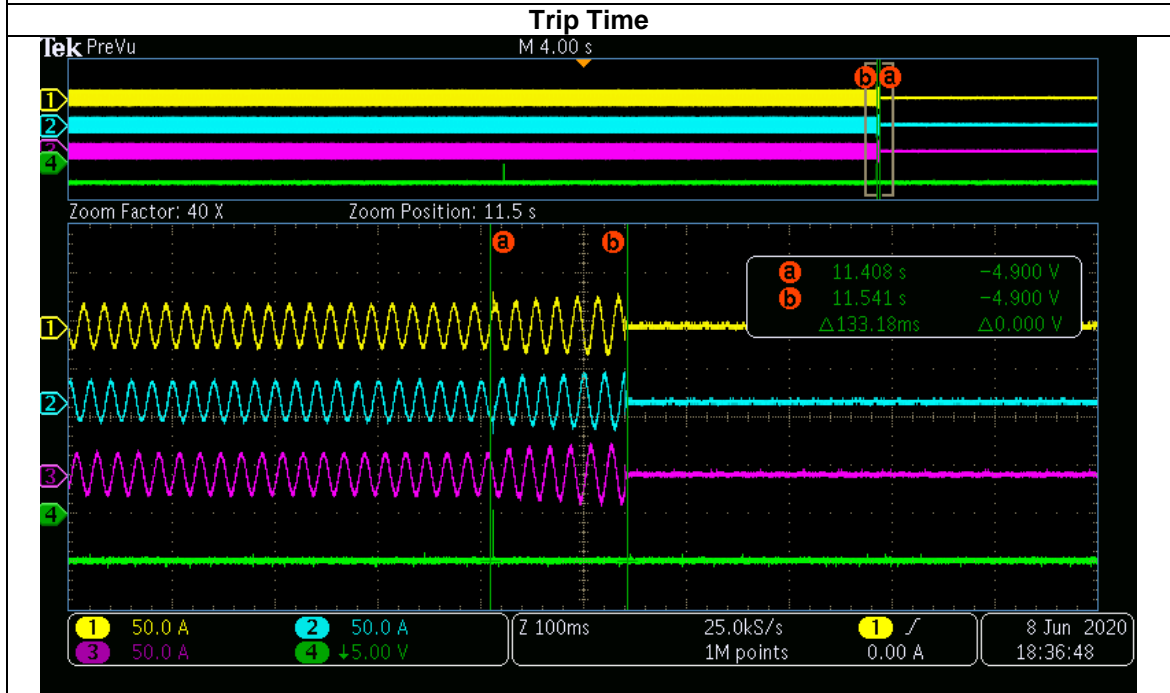 Trip Time
Tek PreVu M 4.00 s
b a
1
2
3
4
Zoom Factor: 40 X Zoom Position: 11.5 s
a b
a 11.408 s -4.900 V
b 11.541 s -4.900 V
△133.18ms △0.000 V
1
2
3
4
1 50.0 A 2 50.0 A Z 100ms 25.0kS/s 1 / 8 Jun 2020
3 50.0 A 4 ↓5.00 V 1M points 0.00 A 18:36:48